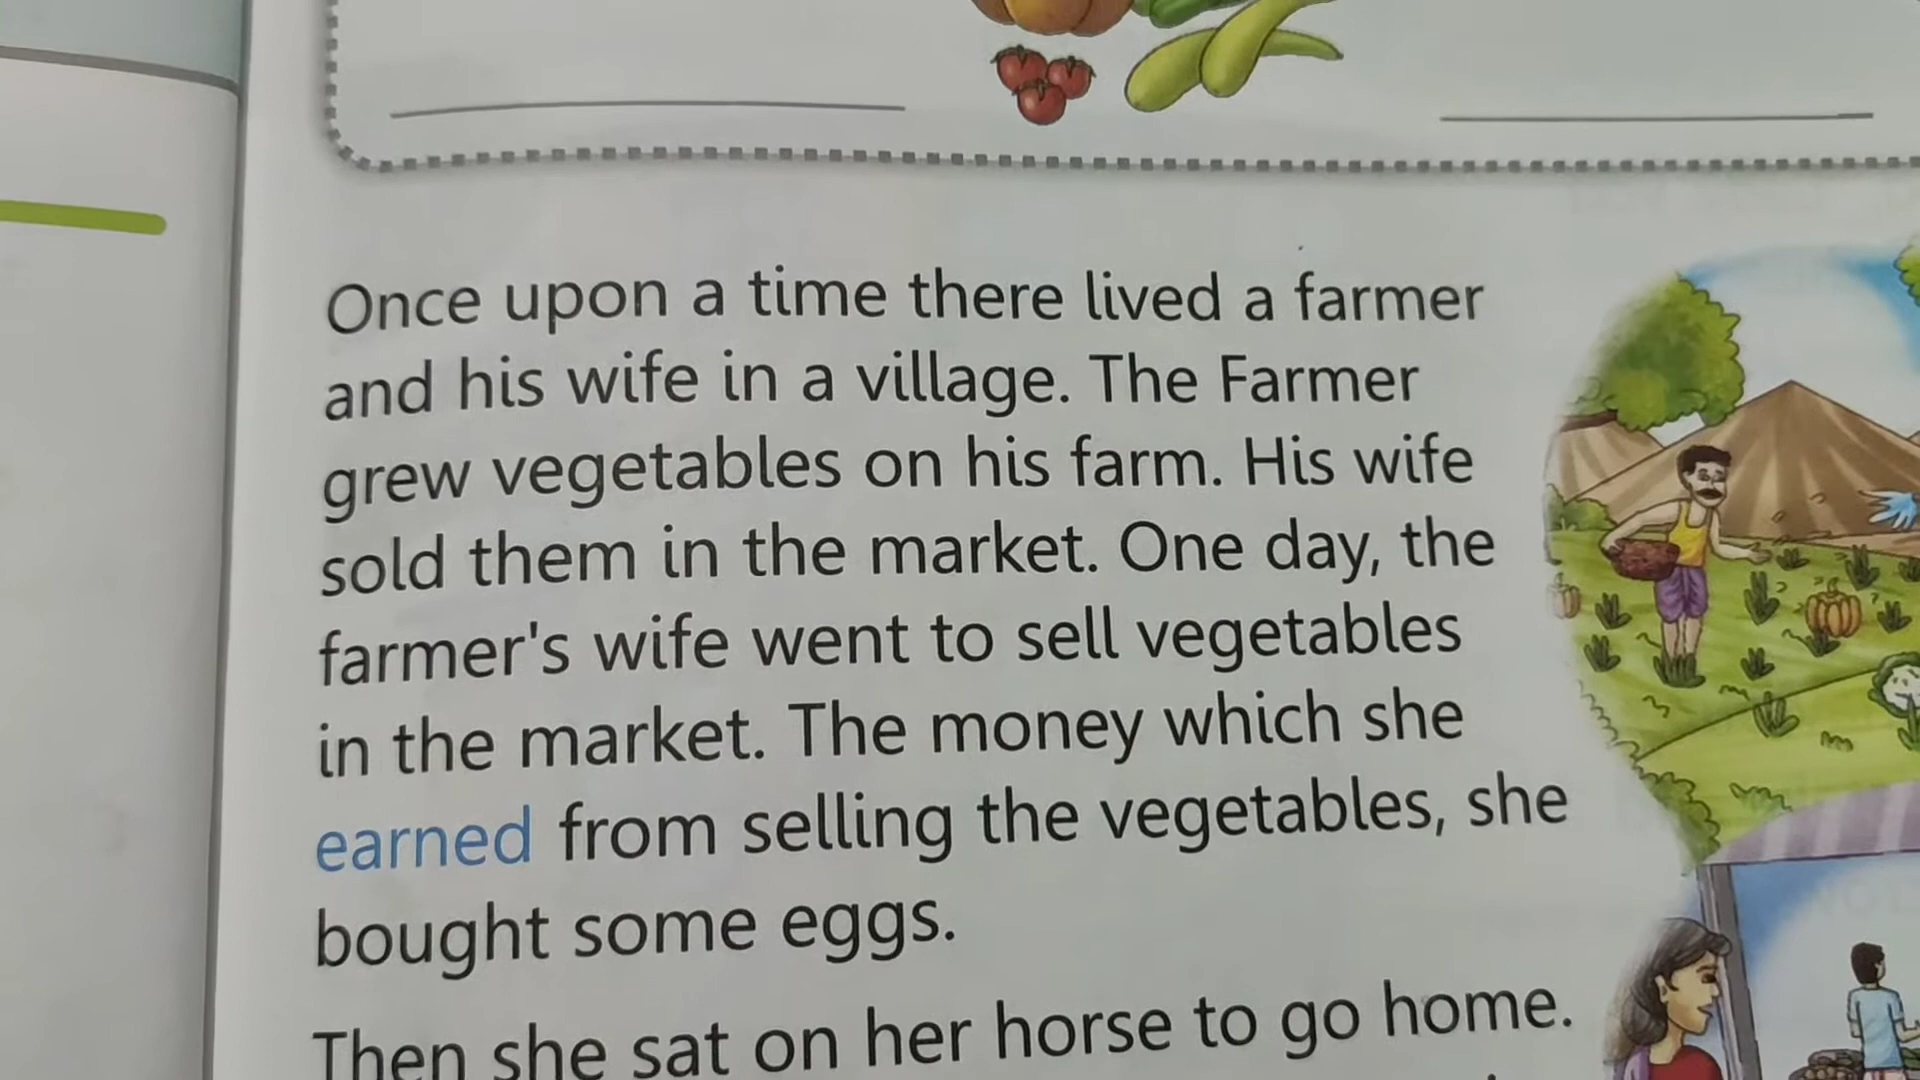 Once upon a time there lived a farmer
and his wife in a village. The Farmer
grew vegetables on his farm. His wife
sold them in the market. One day, the
farmer's wife went to sell vegetables
in the market. The money which she
earned from selling the vegetables, she
bought some eggs.
Then she sat on her horse to go home.